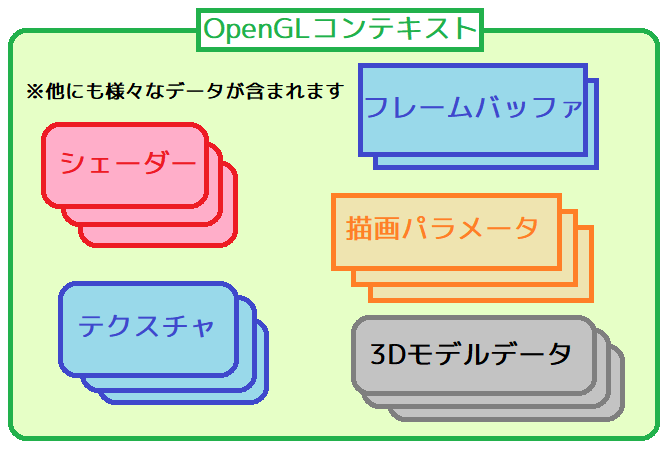 OpenGLコンテキスト
※他にも様々なデータが含まれます
フレームバッファ
シェーダー
描画パラメータ
テクスチャ
3Dモデルデータ